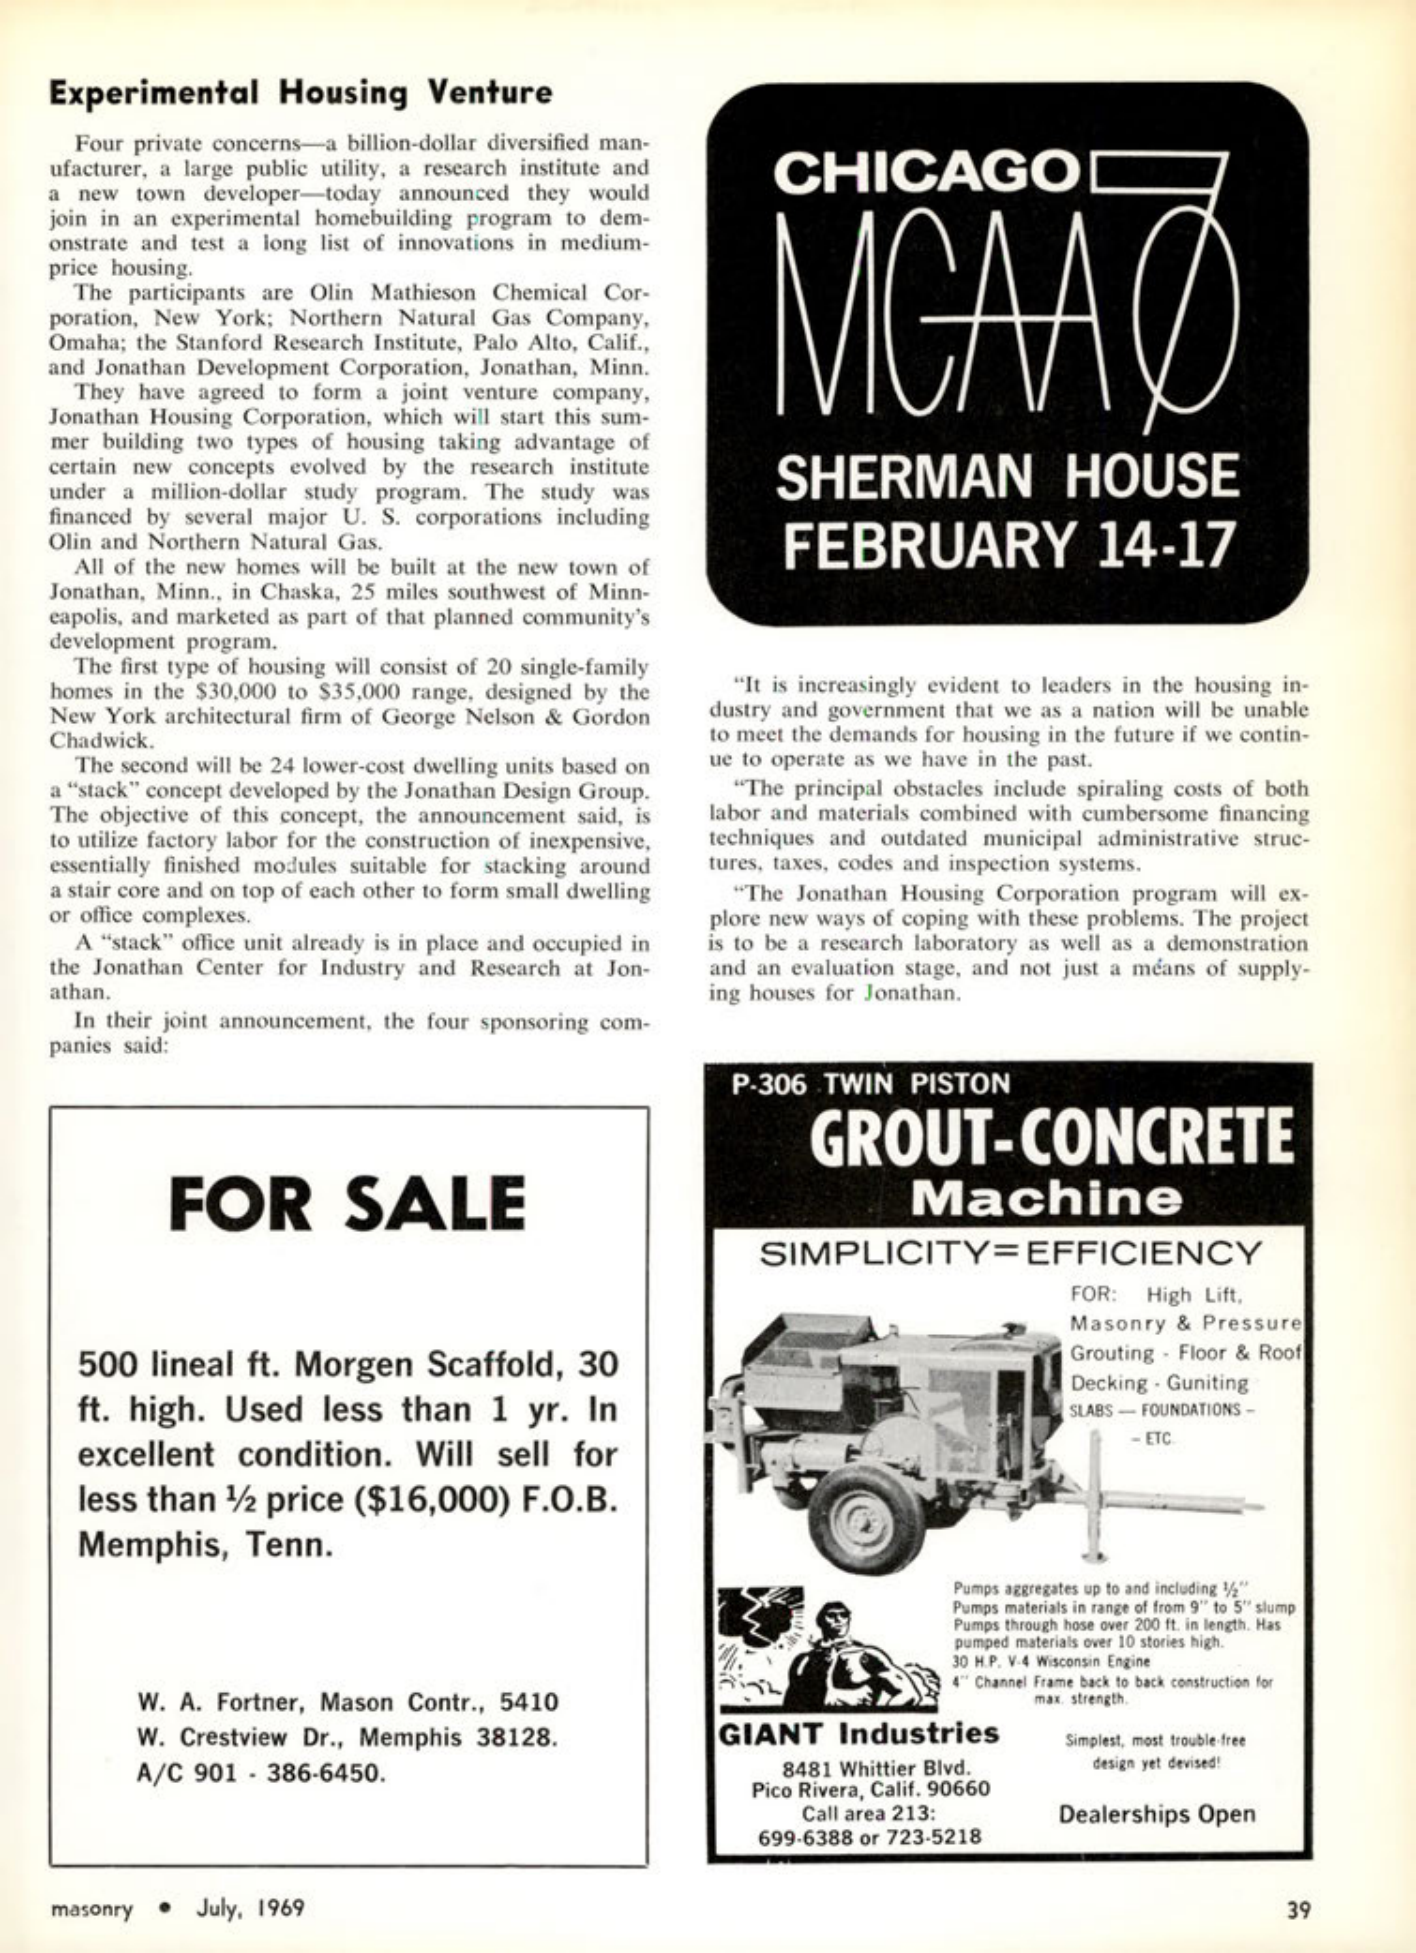 Experimental Housing Venture
Four private concerns—a billion-dollar diversified man-
ufacturer, a large public utility, a research institute and
a new town developer—today announced they would
join in an experimental homebuilding program to dem-
onstrate and test a long list of innovations in medium-
price housing.
The participants are Olin Mathieson Chemical Cor-
poration, New York; Northern Natural Gas Company,
Omaha; the Stanford Research Institute, Palo Alto, Calif.,
and Jonathan Development Corporation, Jonathan, Minn.
They have agreed to form a joint venture company,
Jonathan Housing Corporation, which will start this sum-
mer building two types of housing taking advantage of
certain new concepts evolved by the research institute
under a million-dollar study program. The study was
financed by several major U. S. corporations including
Olin and Northern Natural Gas.
All of the new homes will be built at the new town of
Jonathan, Minn., in Chaska, 25 miles southwest of Minn-
eapolis, and marketed as part of that planned community's
development program.
The first type of housing will consist of 20 single-family
homes in the $30,000 to $35,000 range, designed by the
New York architectural firm of George Nelson & Gordon
Chadwick.
The second will be 24 lower-cost dwelling units based on
a "stack" concept developed by the Jonathan Design Group.
The objective of this concept, the announcement said, is
to utilize factory labor for the construction of inexpensive,
essentially finished modules suitable for stacking around
a stair core and on top of each other to form small dwelling
or office complexes.
A "stack" office unit already is in place and occupied in
the Jonathan Center for Industry and Research at Jon-
athan.
In their joint announcement, the four sponsoring com-
panies said:
FOR SALE
500 lineal ft. Morgen Scaffold, 30
ft. high. Used less than 1 yr. In
excellent condition. Will sell for
less than ½ price ($16,000) F.O.B.
Memphis, Tenn.
W. A. Fortner, Mason Contr., 5410
W. Crestview Dr., Memphis 38128.
A/C 901 - 386-6450.
CHICAGO 7
MCAA 0
SHERMAN HOUSE
FEBRUARY 14-17
"It is increasingly evident to leaders in the housing in-
dustry and government that we as a nation will be unable
to meet the demands for housing in the future if we contin-
ue to operate as we have in the past.
"The principal obstacles include spiraling costs of both
labor and materials combined with cumbersome financing
techniques and outdated municipal administrative struc-
tures, taxes, codes and inspection systems.
"The Jonathan Housing Corporation program will ex-
plore new ways of coping with these problems. The project
is to be a research laboratory as well as a demonstration
and an evaluation stage, and not just a means of supply-
ing houses for Jonathan.
P-306 TWIN PISTON
GROUT-CONCRETE
Machine
SIMPLICITY=EFFICIENCY
FOR: High Lift,
Masonry & Pressure
Grouting - Floor & Roof
Decking - Guniting
SLABS — FOUNDATIONS –
– ETC.
Pumps aggregates up to and including ½"
Pumps materials in range of from 9" to 5" slump
Pumps through hose over 200 ft. in length. Has
pumped materials over 10 stories high.
30 H.P. V-4 Wisconsin Engine
4" Channel Frame back to back construction for
max. strength.
GIANT Industries
8481 Whittier Blvd.
Pico Rivera, Calif. 90660
Call area 213:
699-6388 or 723-5218
Simplest, most trouble-free
design yet devised!
Dealerships Open
masonry • July, 1969
39